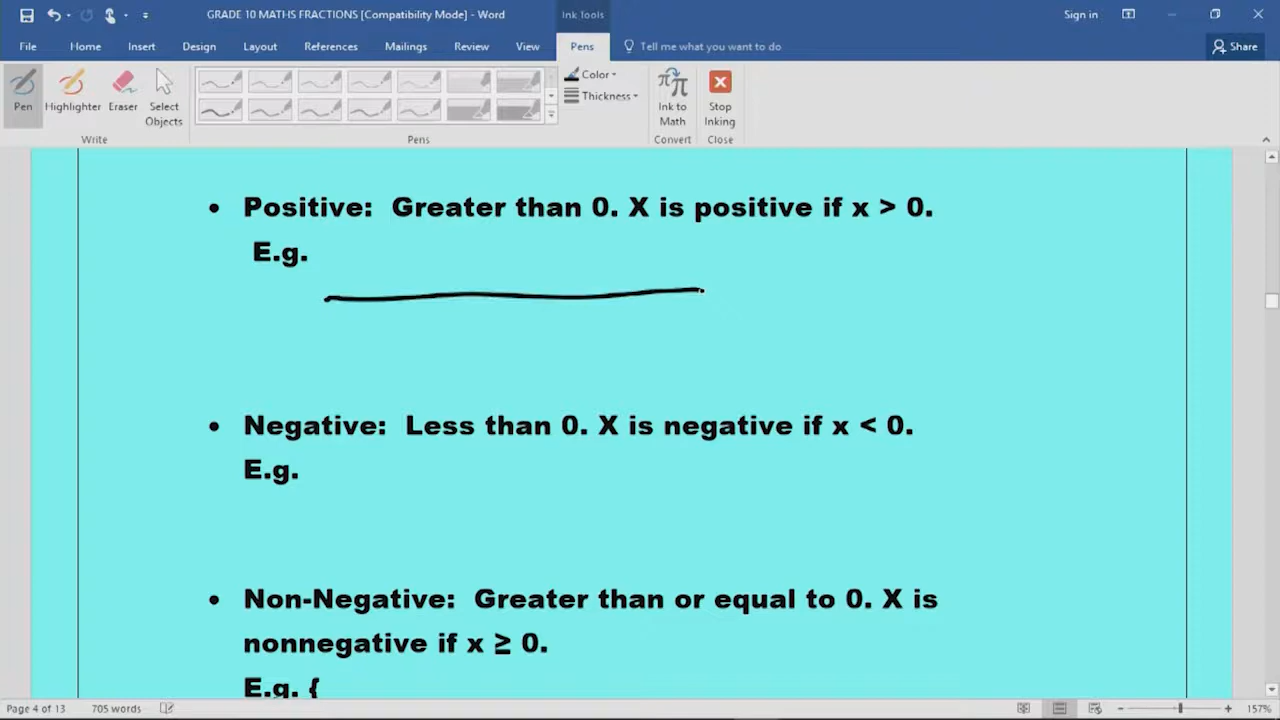 GRADE 10 MATHS FRACTIONS [Compatibility Mode] - Word
Ink Tools
Sign in
File Home Insert Design Layout References Mailings Review View Pens Tell me what you want to do Share
Pen Highlighter Eraser Select Objects
Color
Thickness
Ink to Math
Stop Inking
Write Pens Convert Close
• Positive: Greater than 0. X is positive if x > 0.
E.g.
• Negative: Less than 0. X is negative if x < 0.
E.g.
• Non-Negative: Greater than or equal to 0. X is
nonnegative if x ≥ 0.
E.g. {
Page 4 of 13 705 words 157%